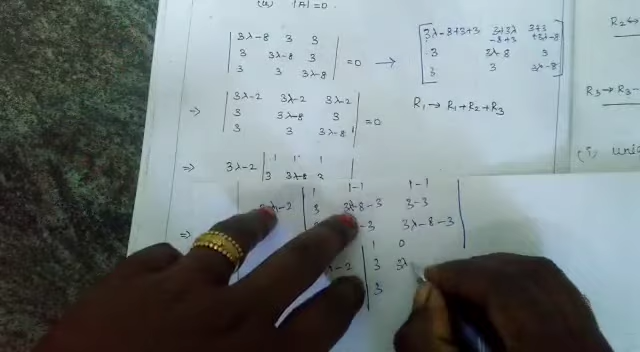 (ii) |A|=0.
3λ-8 3 3
3 3λ-8 3
3 3 3λ-8 =0 →
3λ-8+3+3 3+3λ-8+3 3+3+3λ-8
3 3λ-8 3
3 3 3λ-8
⇒ 3λ-2 3λ-2 3λ-2
3 3λ-8 3
3 3 3λ-8 =0
R₁→ R₁+R₂+R₃
⇒ 3λ-2 1 1 1
3 3λ-8
⇒ 1 1-1 1-1
3 3λ-8-3 3-3
-3 3λ-8-3
1 0
-2 3 3λ
3
R₃→ R₃-